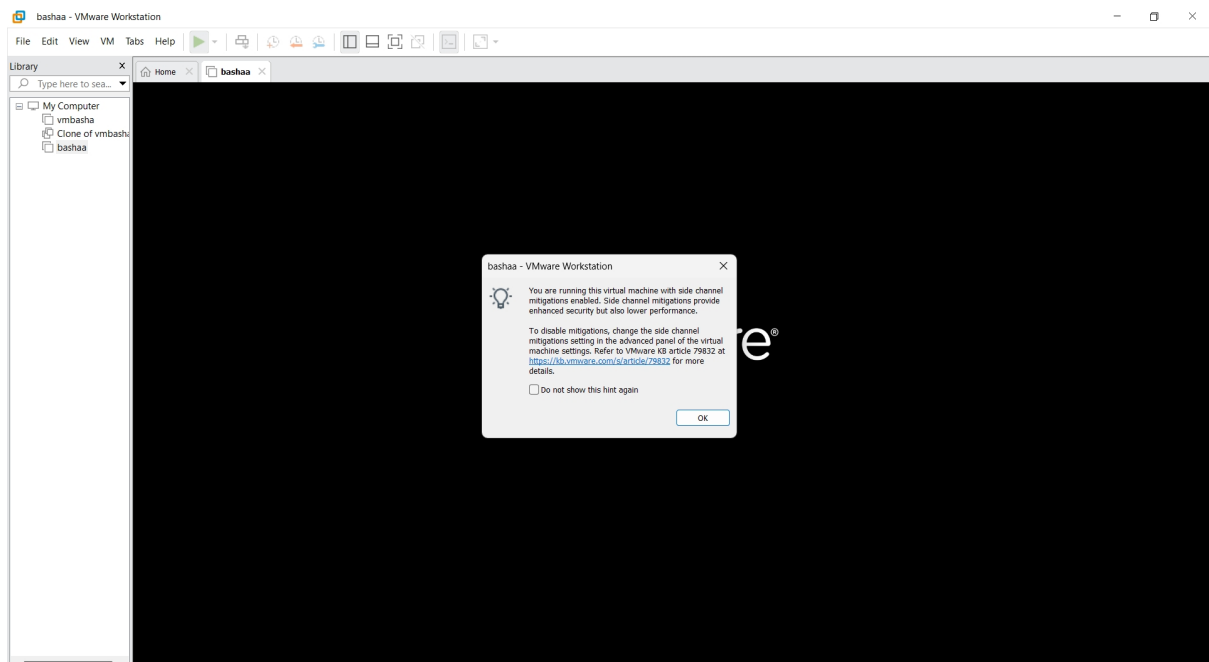 bashaa - VMware Workstation
File Edit View VM Tabs Help
Library X
Type here to sea...
Home
bashaa
My Computer
vmbasha
Clone of vmbasha
bashaa
bashaa - VMware Workstation
You are running this virtual machine with side channel
mitigations enabled. Side channel mitigations provide
enhanced security but also lower performance.
To disable mitigations, change the side channel
mitigations setting in the advanced panel of the virtual
machine settings. Refer to VMware KB article 79832 at
https://kb.vmware.com/s/article/79832 for more
details.
Do not show this hint again
OK
re®